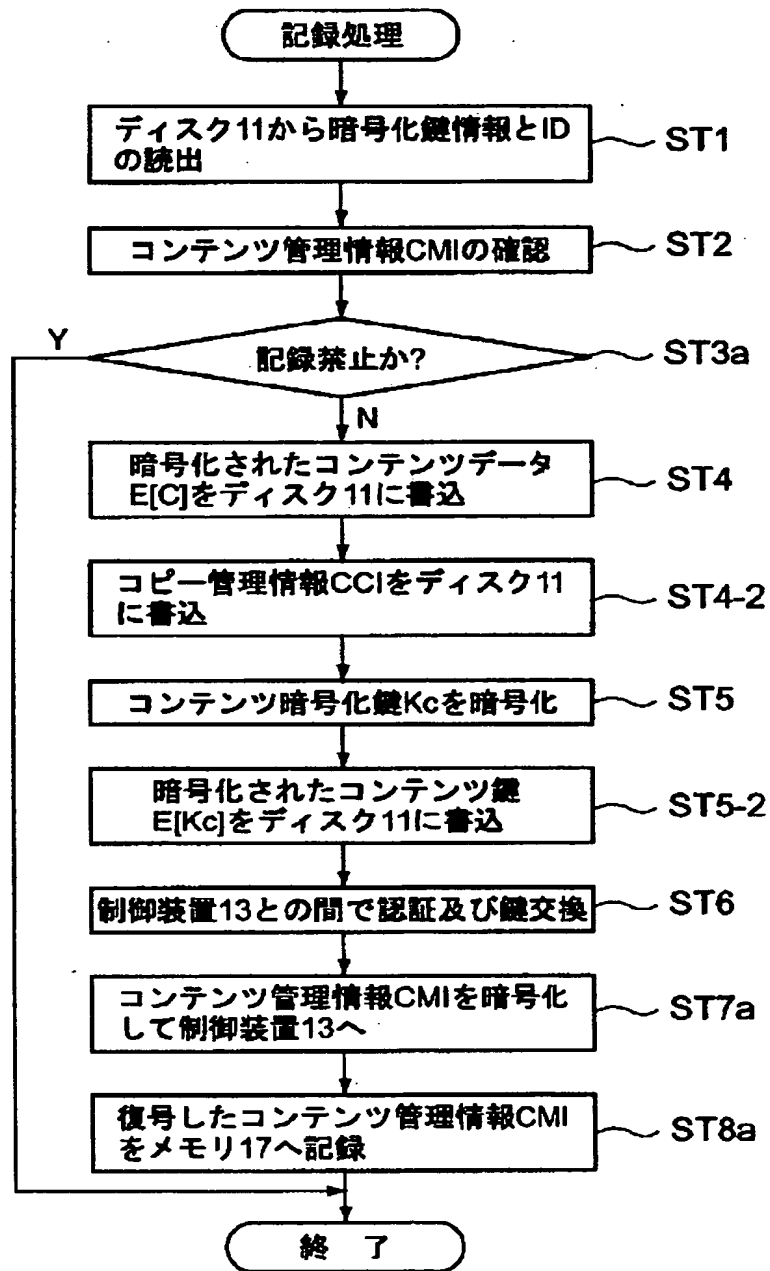 記録処理
ディスク11から暗号化鍵情報とID
の読出
ST1
コンテンツ管理情報CMIの確認
ST2
Y
記録禁止か?
ST3a
N
暗号化されたコンテンツデータ
E[C]をディスク11に書込
ST4
コピー管理情報CCIをディスク11
に書込
ST4-2
コンテンツ暗号化鍵Kcを暗号化
ST5
暗号化されたコンテンツ鍵
E[Kc]をディスク11に書込
ST5-2
制御装置13との間で認証及び鍵交換
ST6
コンテンツ管理情報CMIを暗号化
して制御装置13へ
ST7a
復号したコンテンツ管理情報CMI
をメモリ17へ記録
ST8a
終 了